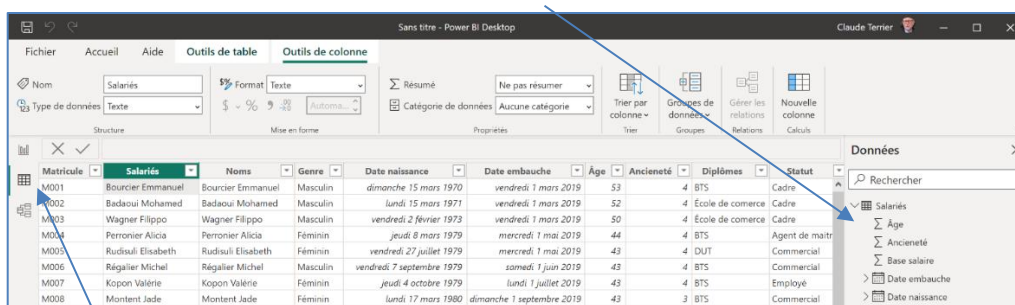 Sans titre - Power BI Desktop
Claude Terrier
Fichier Accueil Aide Outils de table Outils de colonne
Nom Salariés
Format Texte
Résumé Ne pas résumer
Type de données Texte
$ % 9 Automa...
Catégorie de données Aucune catégorie
Trier par colonne
Groupes de données
Gérer les relations
Nouvelle colonne
Structure Mise en forme Propriétés Trier Groupes Relations Calculs
Matricule Salariés Noms Genre Date naissance Date embauche Âge Ancieneté Diplômes Statut
M001 Bourcier Emmanuel Bourcier Emmanuel Masculin dimanche 15 mars 1970 vendredi 1 mars 2019 53 4 BTS Cadre
M002 Badaoui Mohamed Badaoui Mohamed Masculin lundi 15 mars 1971 vendredi 1 mars 2019 52 4 École de comerce Cadre
M003 Wagner Filippo Wagner Filippo Masculin vendredi 2 février 1973 vendredi 1 mars 2019 50 4 École de comerce Cadre
M004 Perronier Alicia Perronier Alicia Féminin jeudi 8 mars 1979 mercredi 1 mai 2019 44 4 BTS Agent de maitr
M005 Rudisuli Elisabeth Rudisuli Elisabeth Féminin vendredi 27 juillet 1979 mercredi 1 mai 2019 43 4 DUT Commercial
M006 Régalier Michel Régalier Michel Masculin vendredi 7 septembre 1979 samedi 1 juin 2019 43 4 BTS Commercial
M007 Kopon Valérie Kopon Valérie Féminin jeudi 4 octobre 1979 lundi 1 juillet 2019 43 4 BTS Employé
M008 Montent Jade Montent Jade Féminin lundi 17 mars 1980 dimanche 1 septembre 2019 43 3 BTS Commercial
Données
Rechercher
Salariés
Âge
Ancieneté
Base salaire
Date embauche
Date naissance